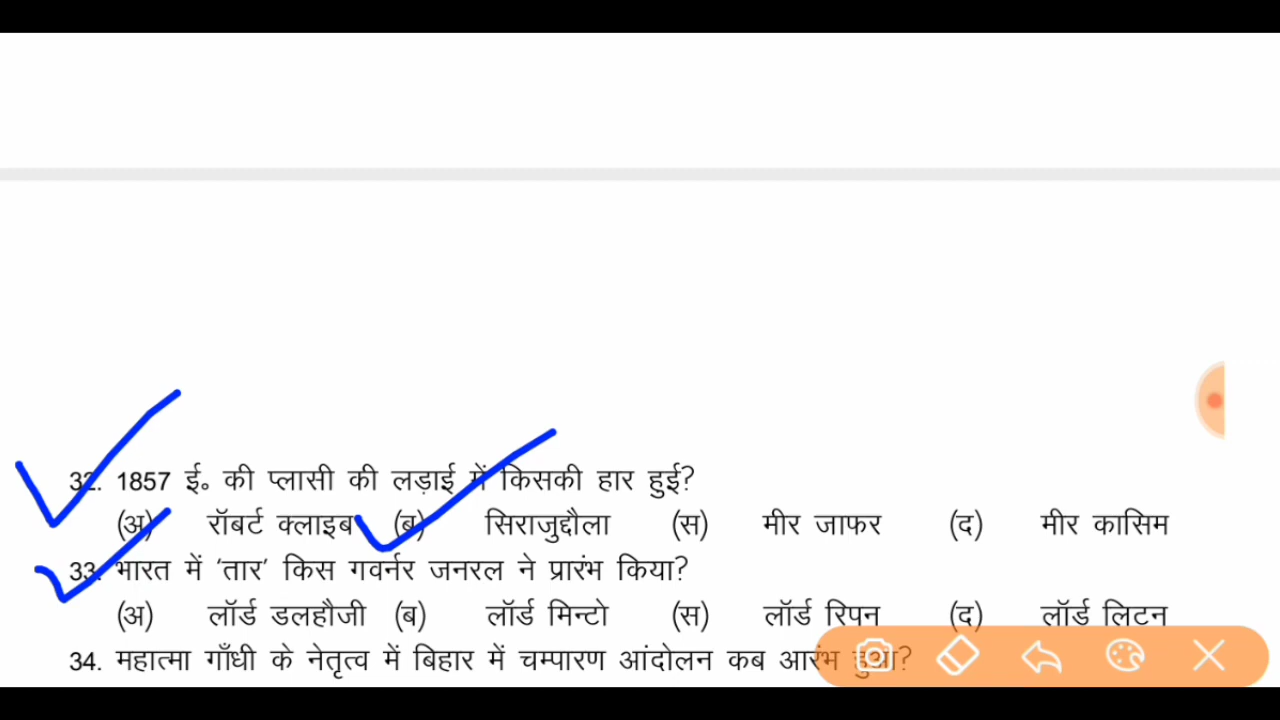 32. 1857 ई० की प्लासी की लड़ाई में किसकी हार हुई?
(अ) रॉबर्ट क्लाइब (ब) सिराजुद्दौला (स) मीर जाफर (द) मीर कासिम
33. भारत में ‘तार’ किस गवर्नर जनरल ने प्रारंभ किया?
(अ) लॉर्ड डलहौजी (ब) लॉर्ड मिन्टो (स) लॉर्ड रिपन (द) लॉर्ड लिटन
34. महात्मा गाँधी के नेतृत्व में बिहार में चम्पारण आंदोलन कब आरंभ हुआ?